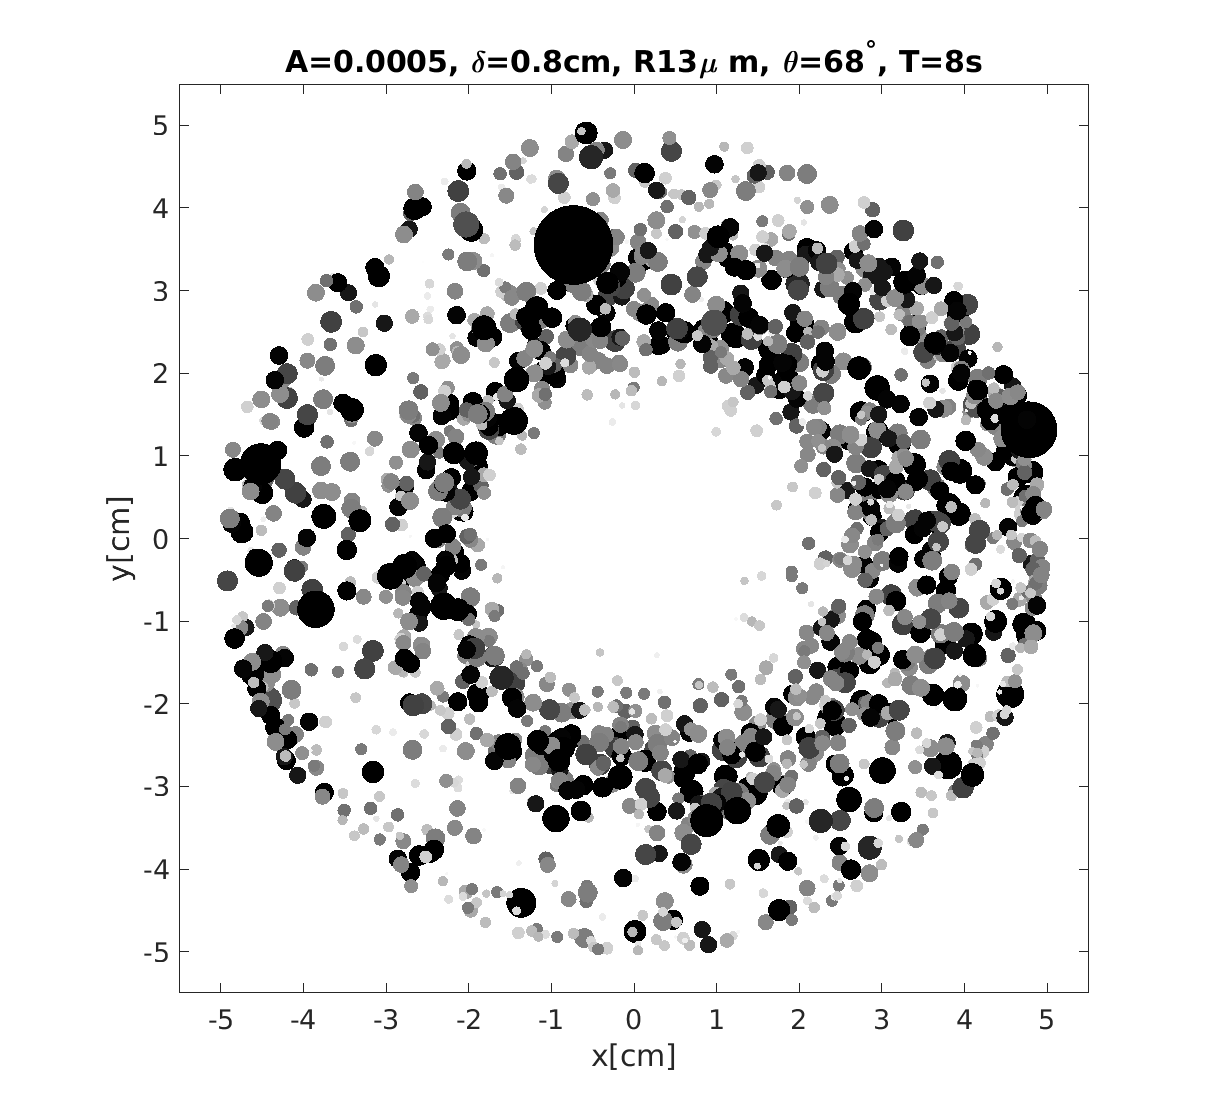 A=0.0005, δ=0.8cm, R13μ m, θ=68°, T=8s
5
4
3
2
1
0
-1
-2
-3
-4
-5
y[cm]
-5 -4 -3 -2 -1 0 1 2 3 4 5
x[cm]